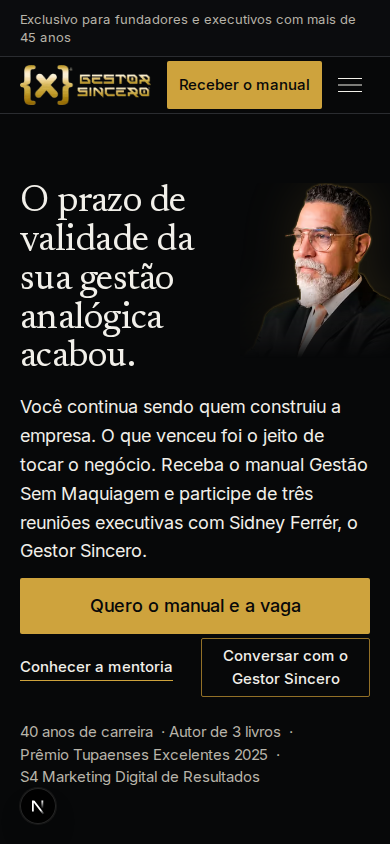 Exclusivo para fundadores e executivos com mais de
45 anos
{x} GESTOR
SINCERO
Receber o manual
O prazo de
validade da
sua gestão
analógica
acabou.
Você continua sendo quem construiu a
empresa. O que venceu foi o jeito de
tocar o negócio. Receba o manual Gestão
Sem Maquiagem e participe de três
reuniões executivas com Sidney Ferrér, o
Gestor Sincero.
Quero o manual e a vaga
Conhecer a mentoria
Conversar com o
Gestor Sincero
40 anos de carreira · Autor de 3 livros ·
Prêmio Tupaenses Excelentes 2025 ·
S4 Marketing Digital de Resultados
N